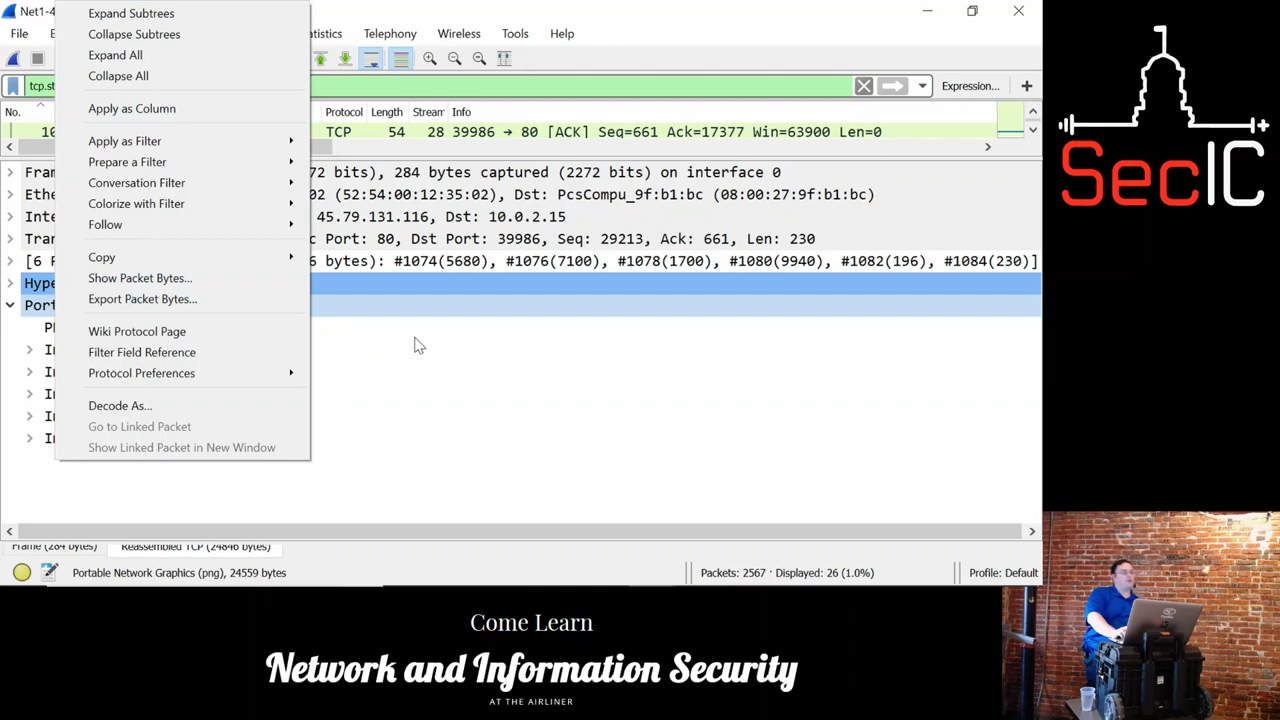 Net1-4
File
tistics Telephony Wireless Tools Help
tcp.st
Expression... +
No. Protocol Length Stream Info
10 TCP 54 28 39986 → 80 [ACK] Seq=661 Ack=17377 Win=63900 Len=0
Fram 72 bits), 284 bytes captured (2272 bits) on interface 0
Ethe 02 (52:54:00:12:35:02), Dst: PcsCompu_9f:b1:bc (08:00:27:9f:b1:bc)
Inte 45.79.131.116, Dst: 10.0.2.15
Tran c Port: 80, Dst Port: 39986, Seq: 29213, Ack: 661, Len: 230
[6 R 6 bytes): #1074(5680), #1076(7100), #1078(1700), #1080(9940), #1082(196), #1084(230)]
Hype
Port
Expand Subtrees
Collapse Subtrees
Expand All
Collapse All
Apply as Column
Apply as Filter
Prepare a Filter
Conversation Filter
Colorize with Filter
Follow
Copy
Show Packet Bytes...
Export Packet Bytes...
Wiki Protocol Page
Filter Field Reference
Protocol Preferences
Decode As...
Go to Linked Packet
Show Linked Packet in New Window
Frame (284 bytes) Reassembled TCP (24846 bytes)
Portable Network Graphics (png), 24559 bytes
Packets: 2567 · Displayed: 26 (1.0%)
Profile: Default
SecIC
Come Learn
Network and Information Security
AT THE AIRLINER